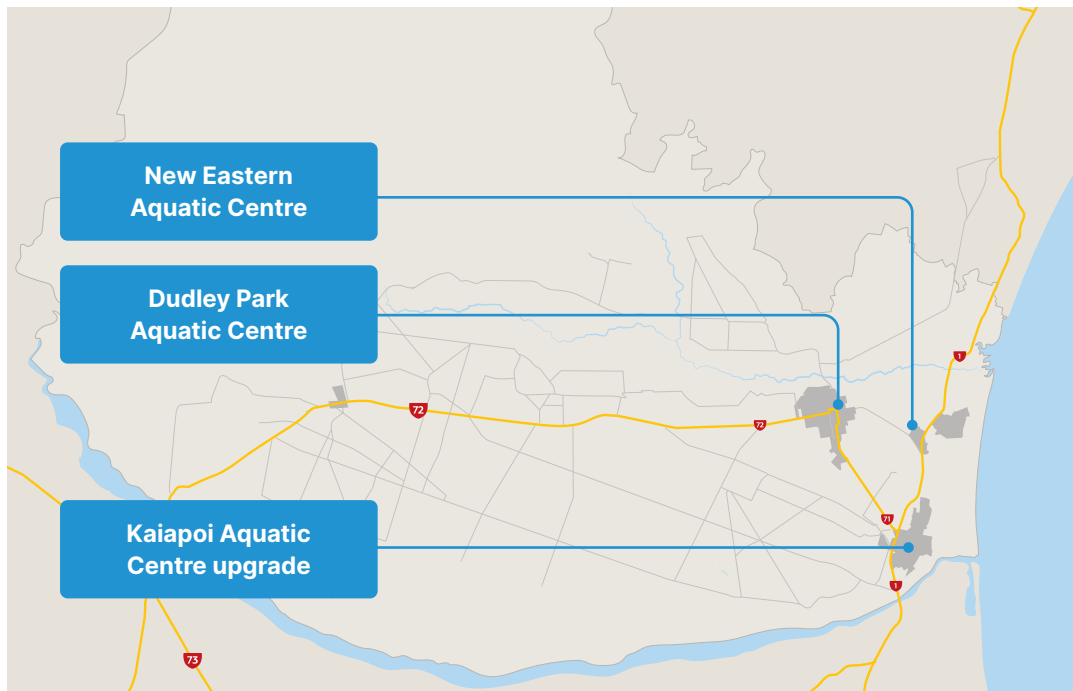 New Eastern
Aquatic Centre
Dudley Park
Aquatic Centre
1
72
72
Kaiapoi Aquatic
Centre upgrade
71
1
73